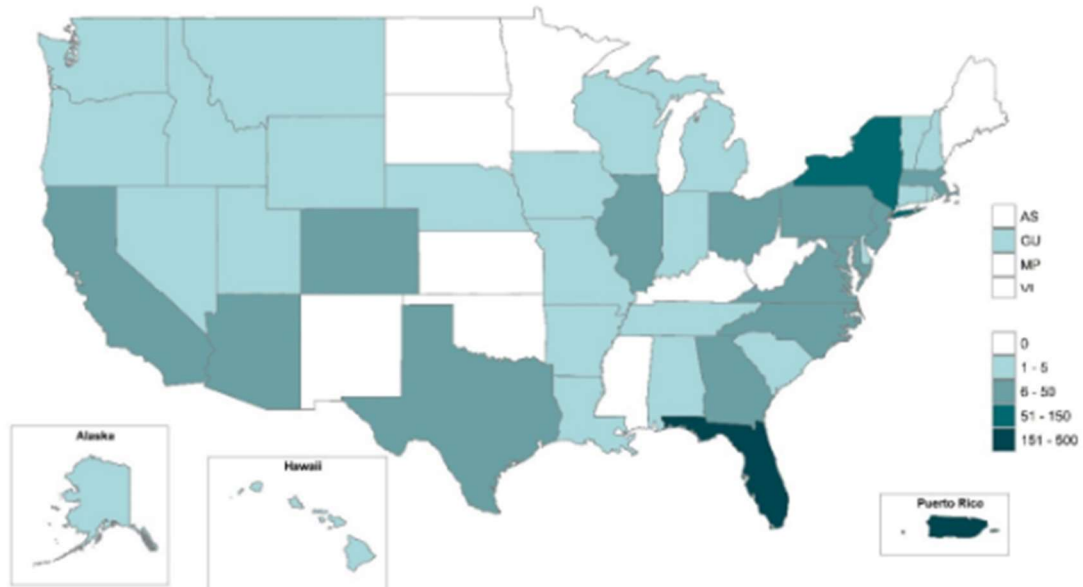 AS
GU
MP
VI
0
1 - 5
6 - 50
51 - 150
151 - 500
Alaska
Hawaii
Puerto Rico